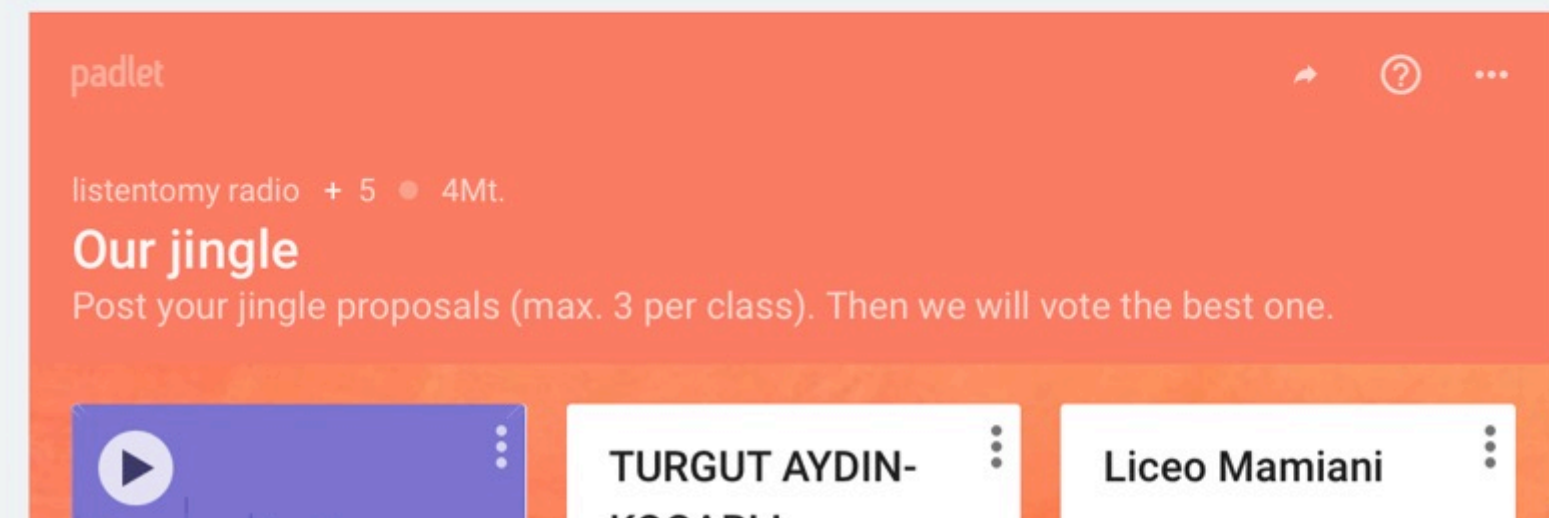 padlet
listentomy radio + 5 ● 4Mt.
Our jingle
Post your jingle proposals (max. 3 per class). Then we will vote the best one.
TURGUT AYDIN-
Liceo Mamiani